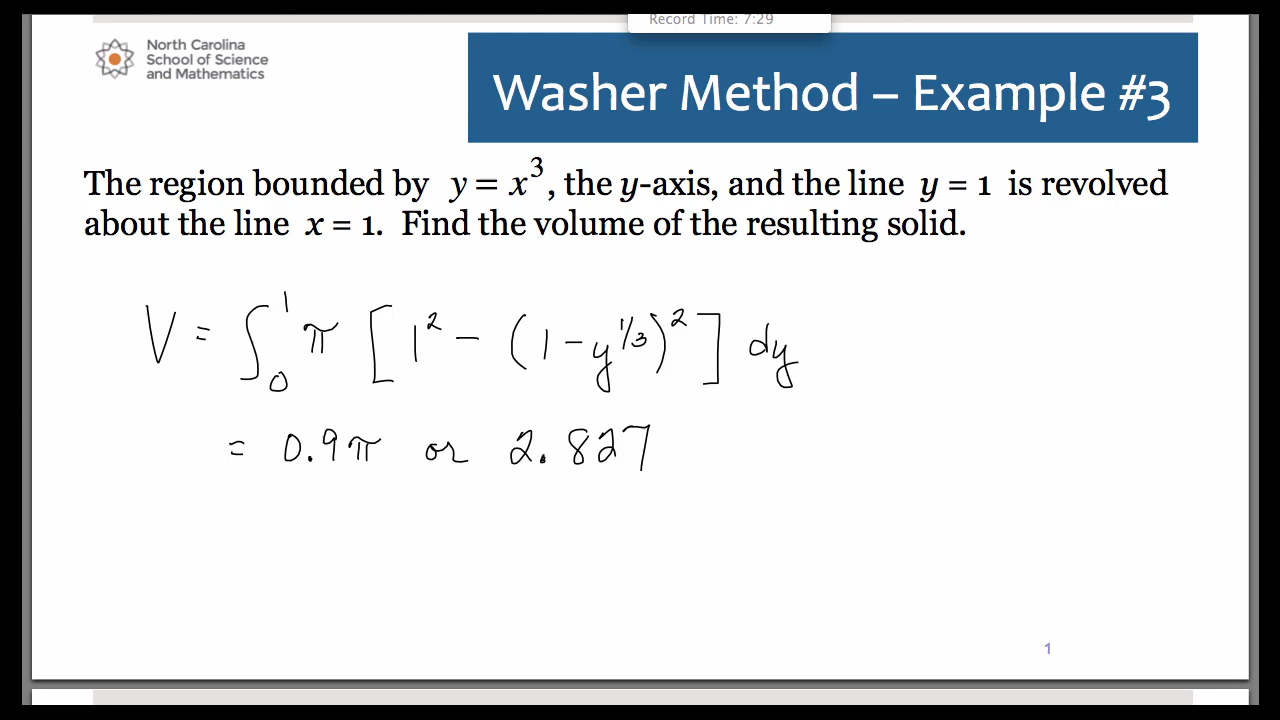 Record Time: 7:29
North Carolina
School of Science
and Mathematics
Washer Method – Example #3
The region bounded by y = x³, the y-axis, and the line y = 1 is revolved
about the line x = 1. Find the volume of the resulting solid.
V = ∫₀¹ π [1² − (1 − y^{1/3})²] dy
= 0.9π or 2.827
1